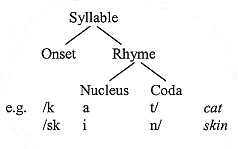 Syllable
Onset Rhyme
Nucleus Coda
e.g. /k a t/ cat
/sk i n/ skin